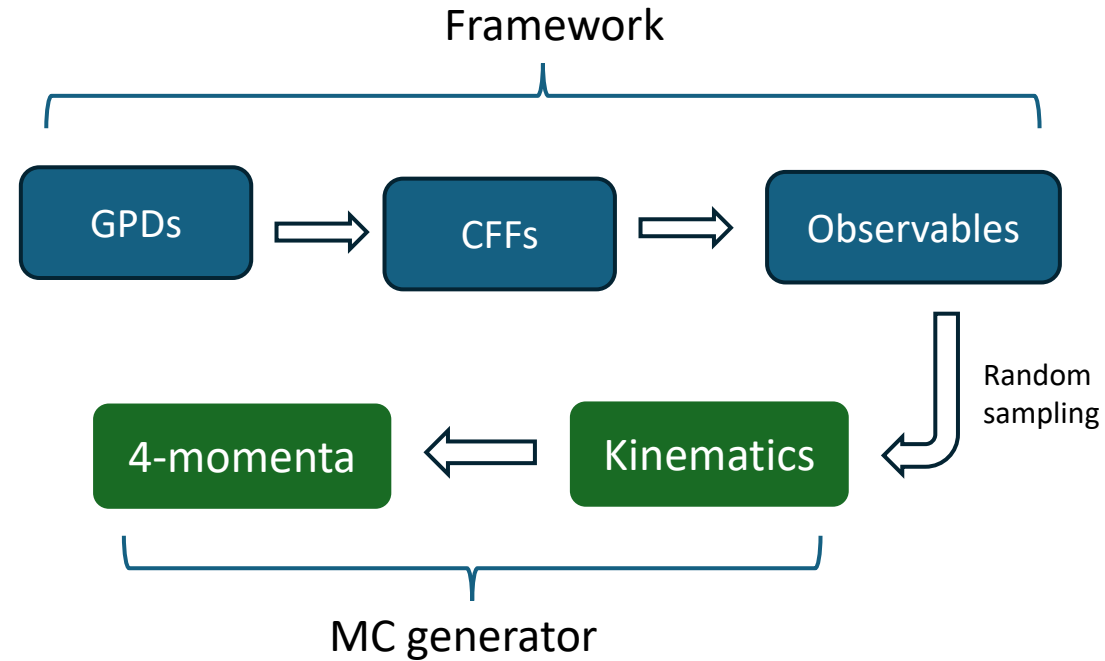 Framework
GPDs
CFFs
Observables
Random
sampling
4-momenta
Kinematics
MC generator